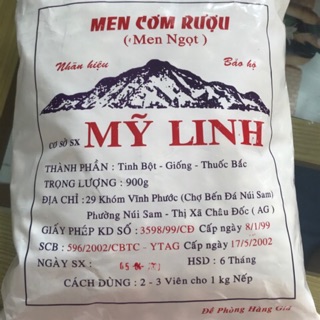 MEN CƠM RƯỢU
(Men Ngọt)
Nhãn hiệu
Bảo hộ
CƠ SỞ SX MỸ LINH
THÀNH PHẦN : Tinh Bột - Giống - Thuốc Bắc
TRỌNG LƯỢNG : 900g
ĐỊA CHỈ : 29 Khóm Vĩnh Phước (Chợ Bến Đá Núi Sam)
Phường Núi Sam - Thị Xã Châu Đốc ( AG )
GIẤY PHÉP KD SỐ : 3598/99/CĐ Cấp ngày 8/1/99
SCB : 596/2002/CBTC - YTAG Cấp ngày 17/5/2002
NGÀY SX :
HSD : 6 Tháng
CÁCH DÙNG : 2 - 3 Viên cho 1 kg Nếp
Đề Phòng Hàng Giả